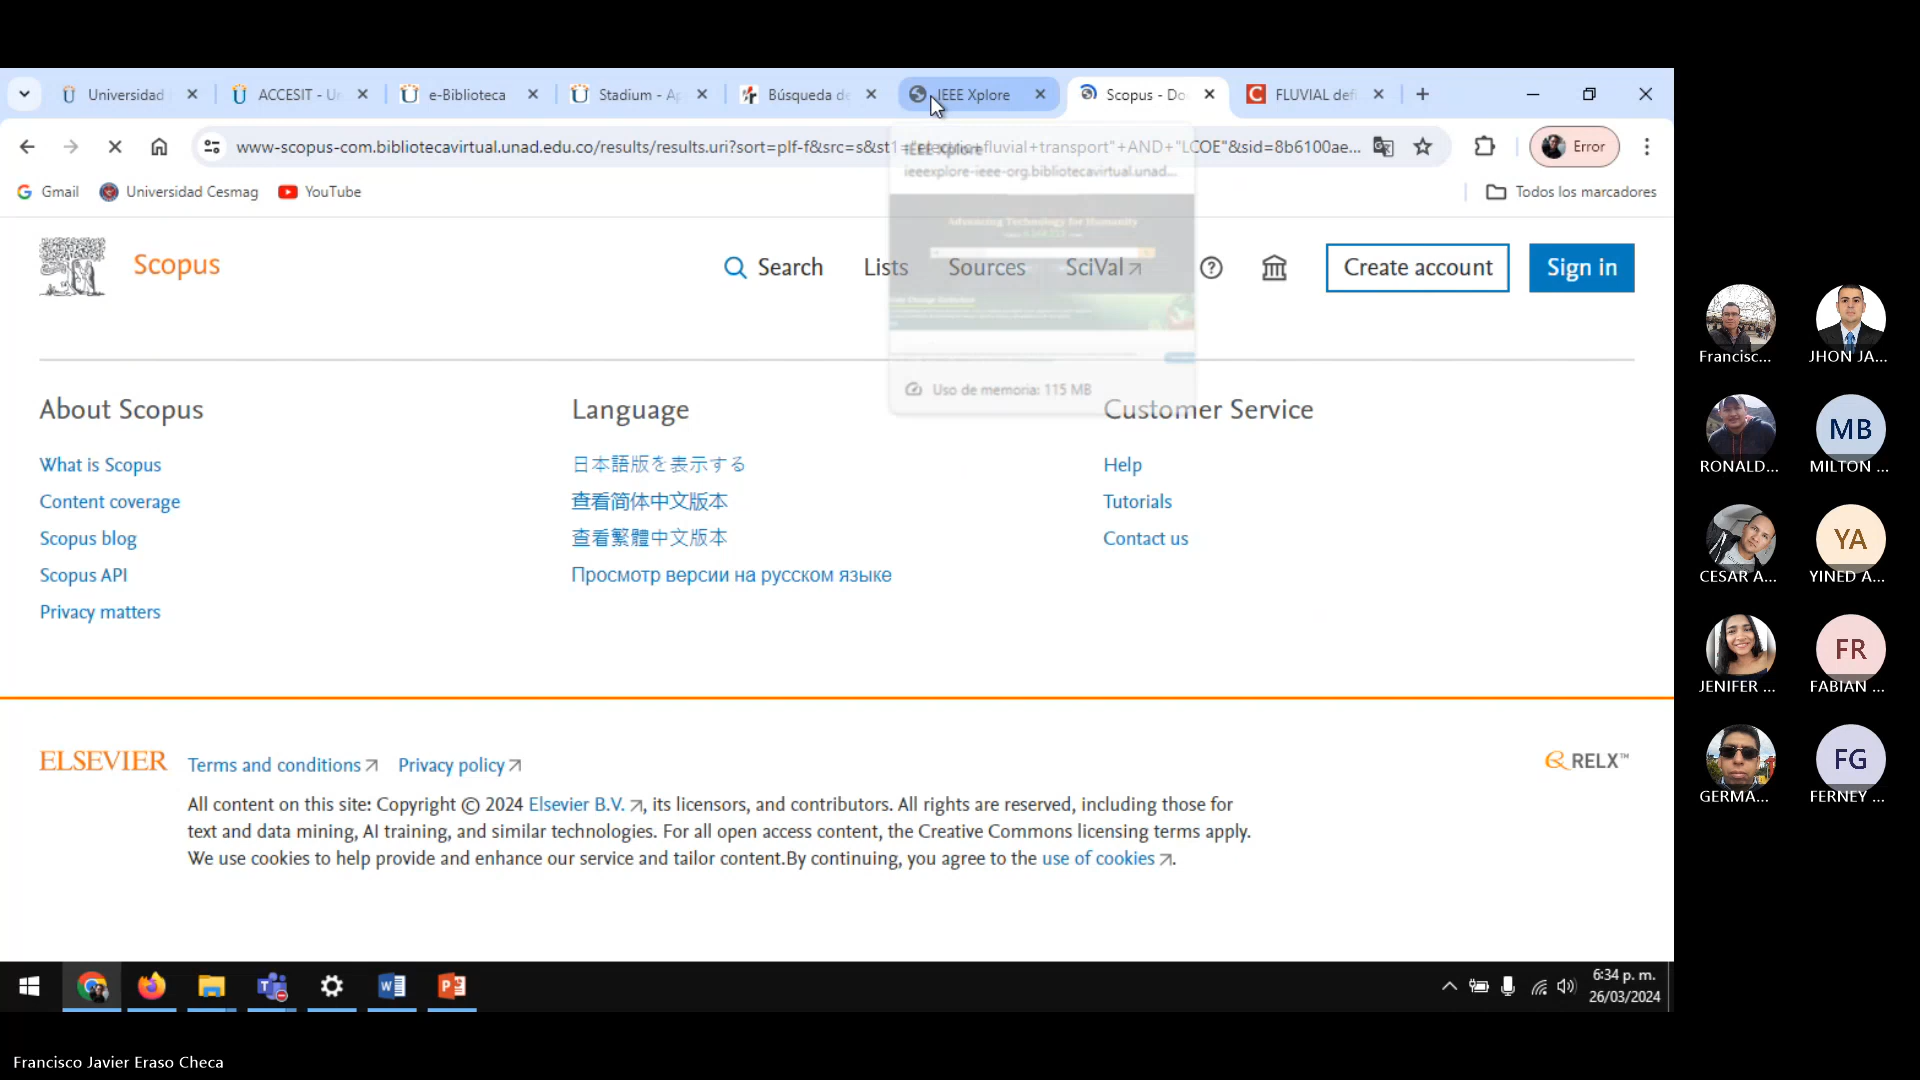 Universidad
ACCESIT - Un
e-Biblioteca
Stadium - Ap
Búsqueda de
IEEE Xplore
Scopus - Do
FLUVIAL defi
www-scopus-com.bibliotecavirtual.unad.edu.co/results/results.uri?sort=plf-f&src=s&st1="electric+fluvial+transport"+AND+"LCOE"&sid=8b6100ae...
Error
IEEE Xplore
ieeexplore-ieee-org.bibliotecavirtual.unad...
Gmail
Universidad Cesmag
YouTube
Todos los marcadores
Advancing Technology for Humanity
Scopus
Search
Lists
Sources
SciVal
Create account
Sign in
Uso de memoria: 115 MB
About Scopus
Language
Customer Service
What is Scopus
日本語版を表示する
Help
Content coverage
查看简体中文版本
Tutorials
Scopus blog
查看繁體中文版本
Contact us
Scopus API
Просмотр версии на русском языке
Privacy matters
ELSEVIER
Terms and conditions
Privacy policy
RELX™
All content on this site: Copyright © 2024 Elsevier B.V. , its licensors, and contributors. All rights are reserved, including those for
text and data mining, AI training, and similar technologies. For all open access content, the Creative Commons licensing terms apply.
We use cookies to help provide and enhance our service and tailor content.By continuing, you agree to the use of cookies .
6:34 p. m.
26/03/2024
Francisc...
JHON JA...
RONALD...
MB
MILTON ...
CESAR A...
YA
YINED A...
JENIFER ...
FR
FABIAN ...
GERMA...
FG
FERNEY ...
Francisco Javier Eraso Checa